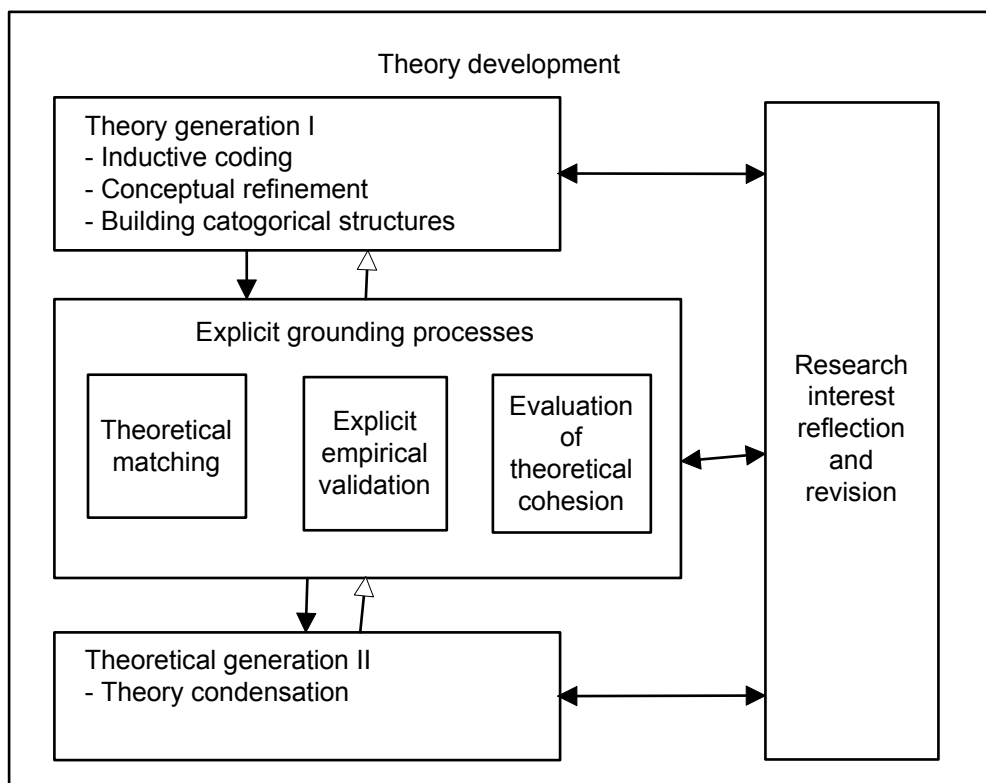 Theory development
Theory generation I
- Inductive coding
- Conceptual refinement
- Building catogorical structures
Explicit grounding processes
Theoretical
matching
Explicit
empirical
validation
Evaluation
of
theoretical
cohesion
Research
interest
reflection
and
revision
Theoretical generation II
- Theory condensation